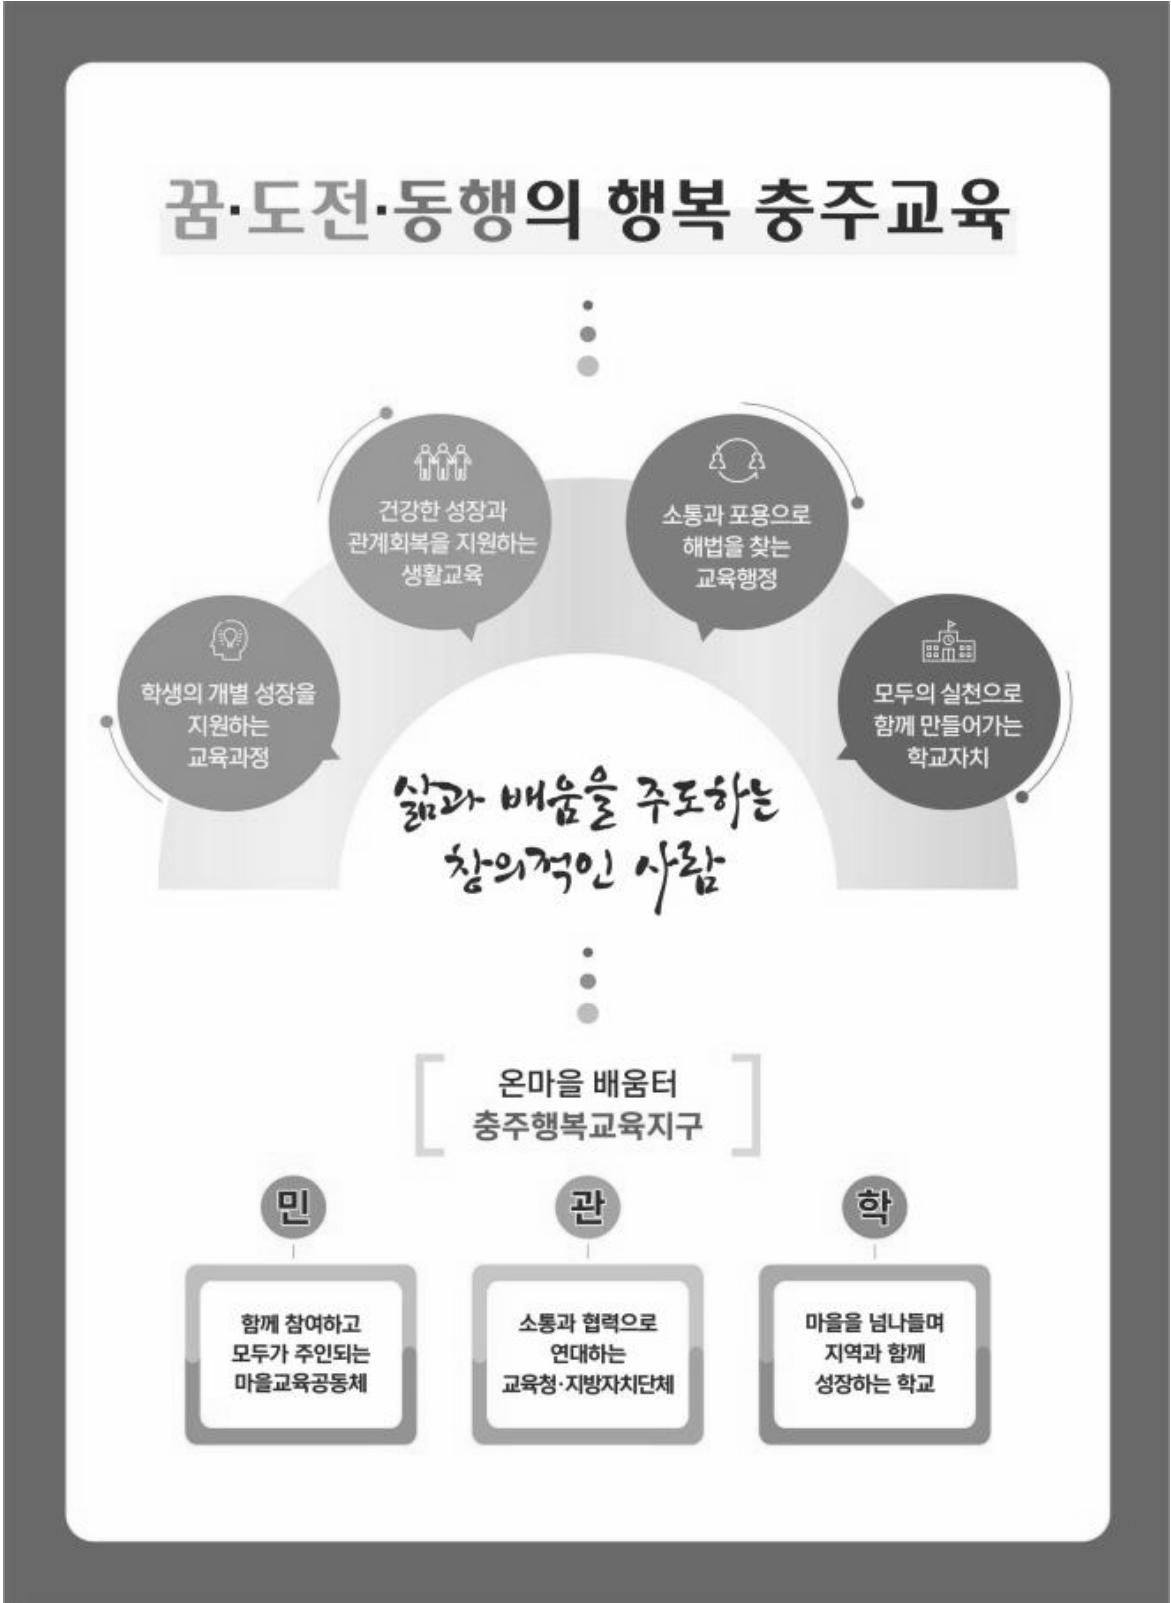 꿈·도전·동행의 행복 충주교육
건강한 성장과
관계회복을 지원하는
생활교육
소통과 포용으로
해법을 찾는
교육행정
학생의 개별 성장을
지원하는
교육과정
모두의 실천으로
함께 만들어가는
학교자치
삶과 배움을 주도하는
창의적인 사람
온마을 배움터
충주행복교육지구
민
함께 참여하고
모두가 주인되는
마을교육공동체
관
소통과 협력으로
연대하는
교육청·지방자치단체
학
마을을 넘나들며
지역과 함께
성장하는 학교